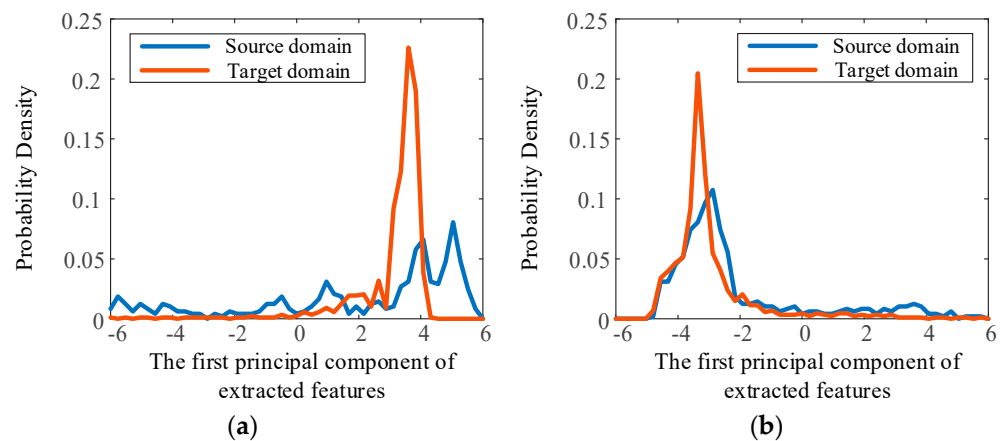 0.25
Source domain
Target domain
0.2
0.15
0.1
0.05
0
Probability Density
-6 -4 -2 0 2 4 6
The first principal component of
extracted features
(a)
0.25
Source domain
Target domain
0.2
0.15
0.1
0.05
0
Probability Density
-6 -4 -2 0 2 4 6
The first principal component of
extracted features
(b)